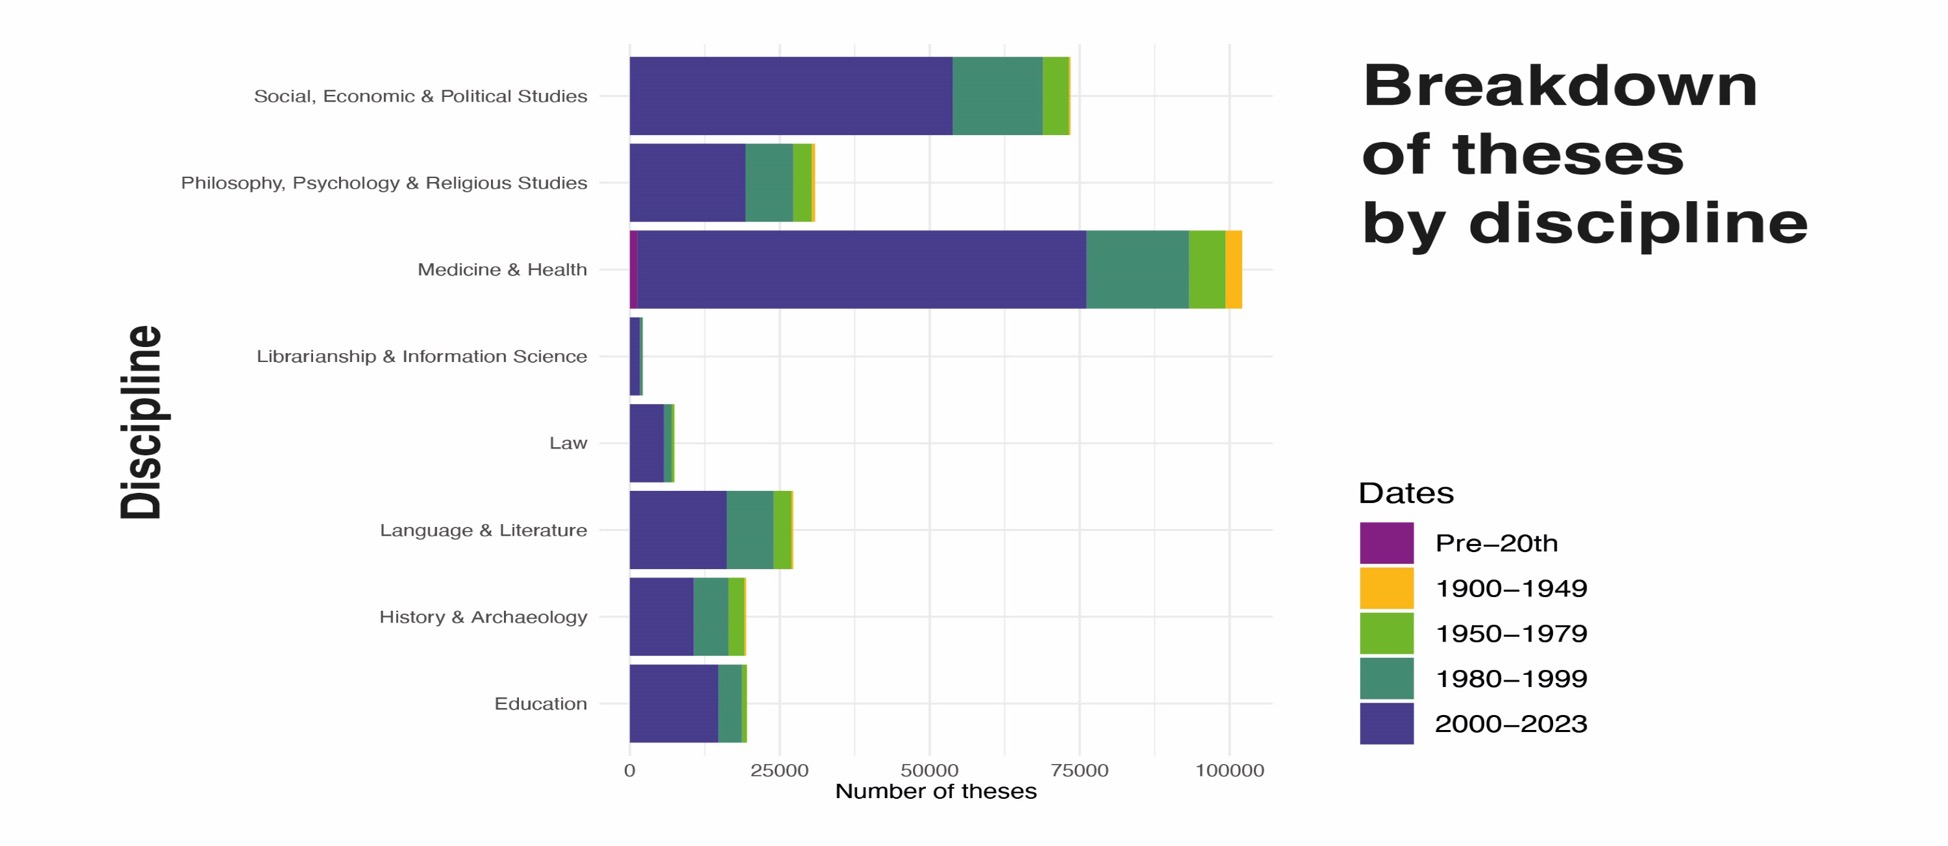 Breakdown
of theses
by discipline
Discipline
Social, Economic & Political Studies
Philosophy, Psychology & Religious Studies
Medicine & Health
Librarianship & Information Science
Law
Language & Literature
History & Archaeology
Education
0 25000 50000 75000 100000
Number of theses
Dates
Pre–20th
1900–1949
1950–1979
1980–1999
2000–2023